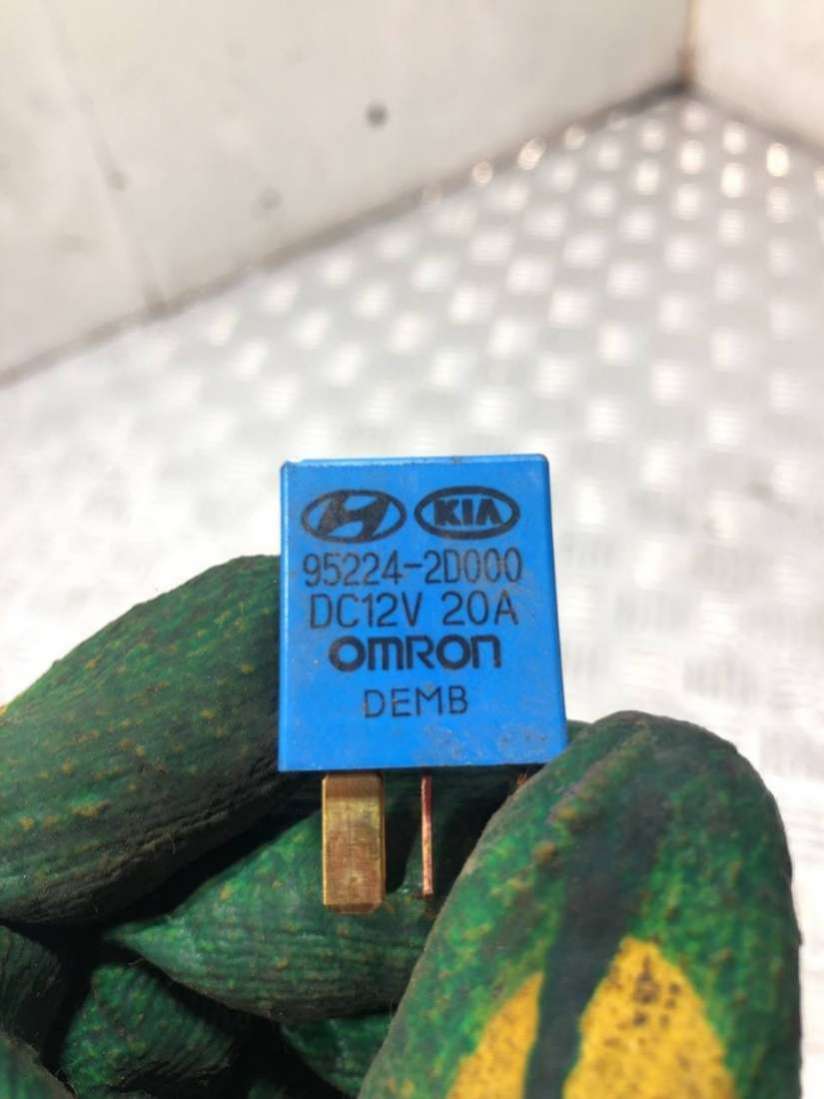 KIA
95224-2D000
DC12V 20A
OMRON
DEMB